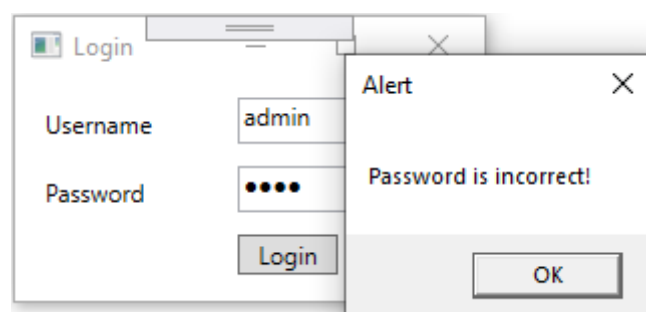 Login
Alert
Username
admin
Password is incorrect!
Password
••••
Login
OK